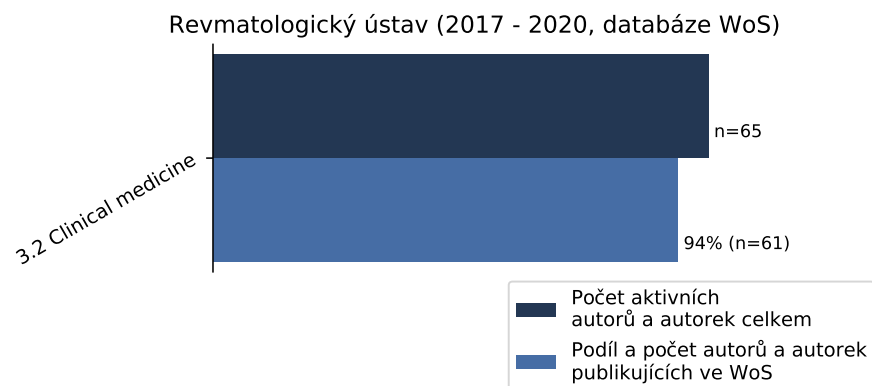 Revmatologický ústav (2017 - 2020, databáze WoS)
n=65
3.2 Clinical medicine
94% (n=61)
Počet aktivních
autorů a autorek celkem
Podíl a počet autorů a autorek
publikujících ve WoS